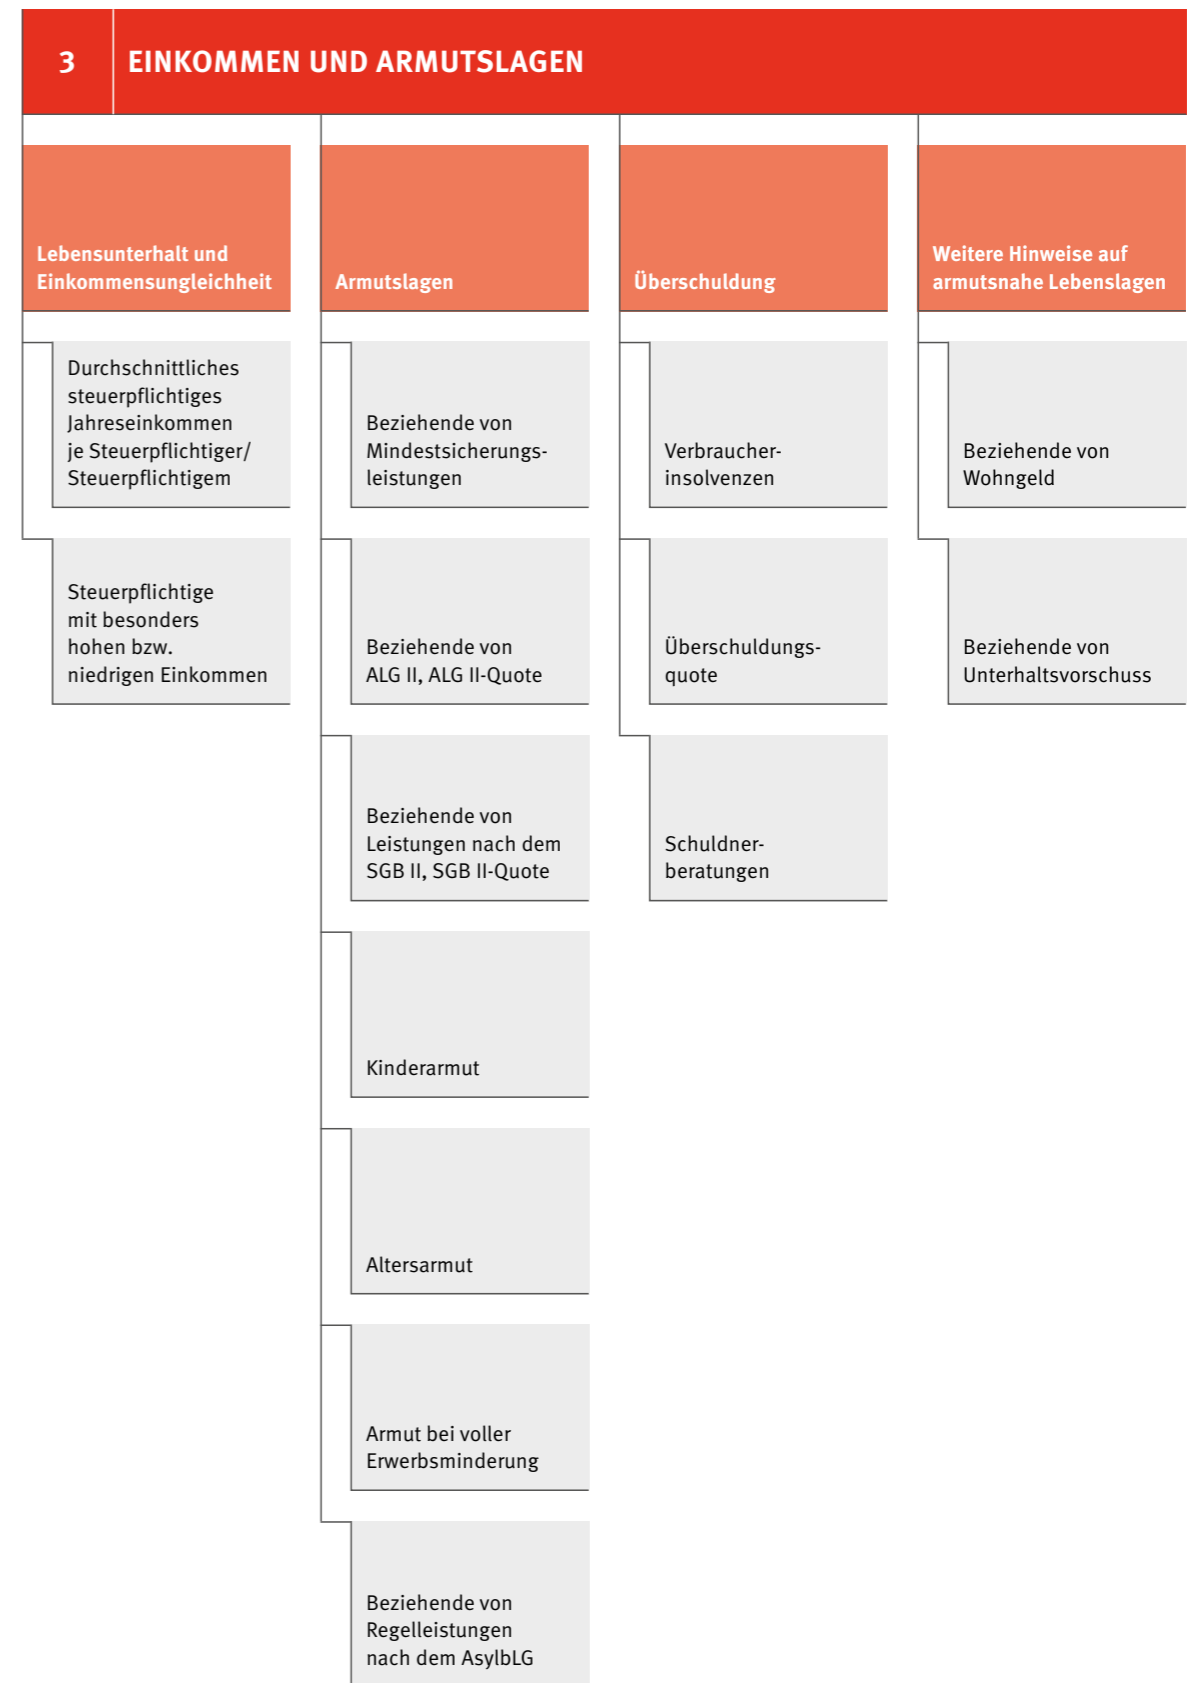 3 EINKOMMEN UND ARMUTSLAGEN
Lebensunterhalt und
Einkommensungleichheit
Durchschnittliches
steuerpflichtiges
Jahreseinkommen
je Steuerpflichtiger/
Steuerpflichtigem
Steuerpflichtige
mit besonders
hohen bzw.
niedrigen Einkommen
Armutslagen
Beziehende von
Mindestsicherungs-
leistungen
Beziehende von
ALG II, ALG II-Quote
Beziehende von
Leistungen nach dem
SGB II, SGB II-Quote
Kinderarmut
Altersarmut
Armut bei voller
Erwerbsminderung
Beziehende von
Regelleistungen
nach dem AsylbLG
Überschuldung
Verbraucher-
insolvenzen
Überschuldungs-
quote
Schuldner-
beratungen
Weitere Hinweise auf
armutsnahe Lebenslagen
Beziehende von
Wohngeld
Beziehende von
Unterhaltsvorschuss